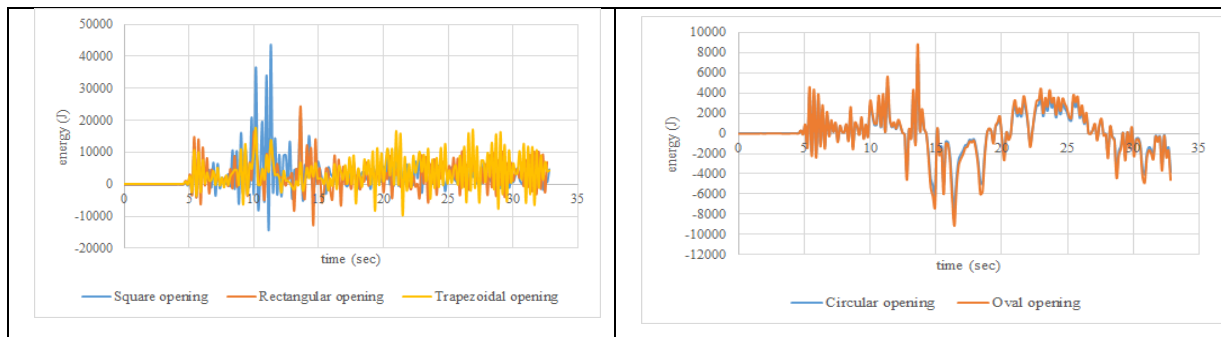 50000
40000
30000
20000
10000
0
-10000
-20000
energy (J)
0 5 10 15 20 25 30 35
time (sec)
Square opening Rectangular opening Trapezoidal opening
10000
8000
6000
4000
2000
0
-2000
-4000
-6000
-8000
-10000
-12000
energy (J)
0 5 10 15 20 25 30 35
time (sec)
Circular opening Oval opening